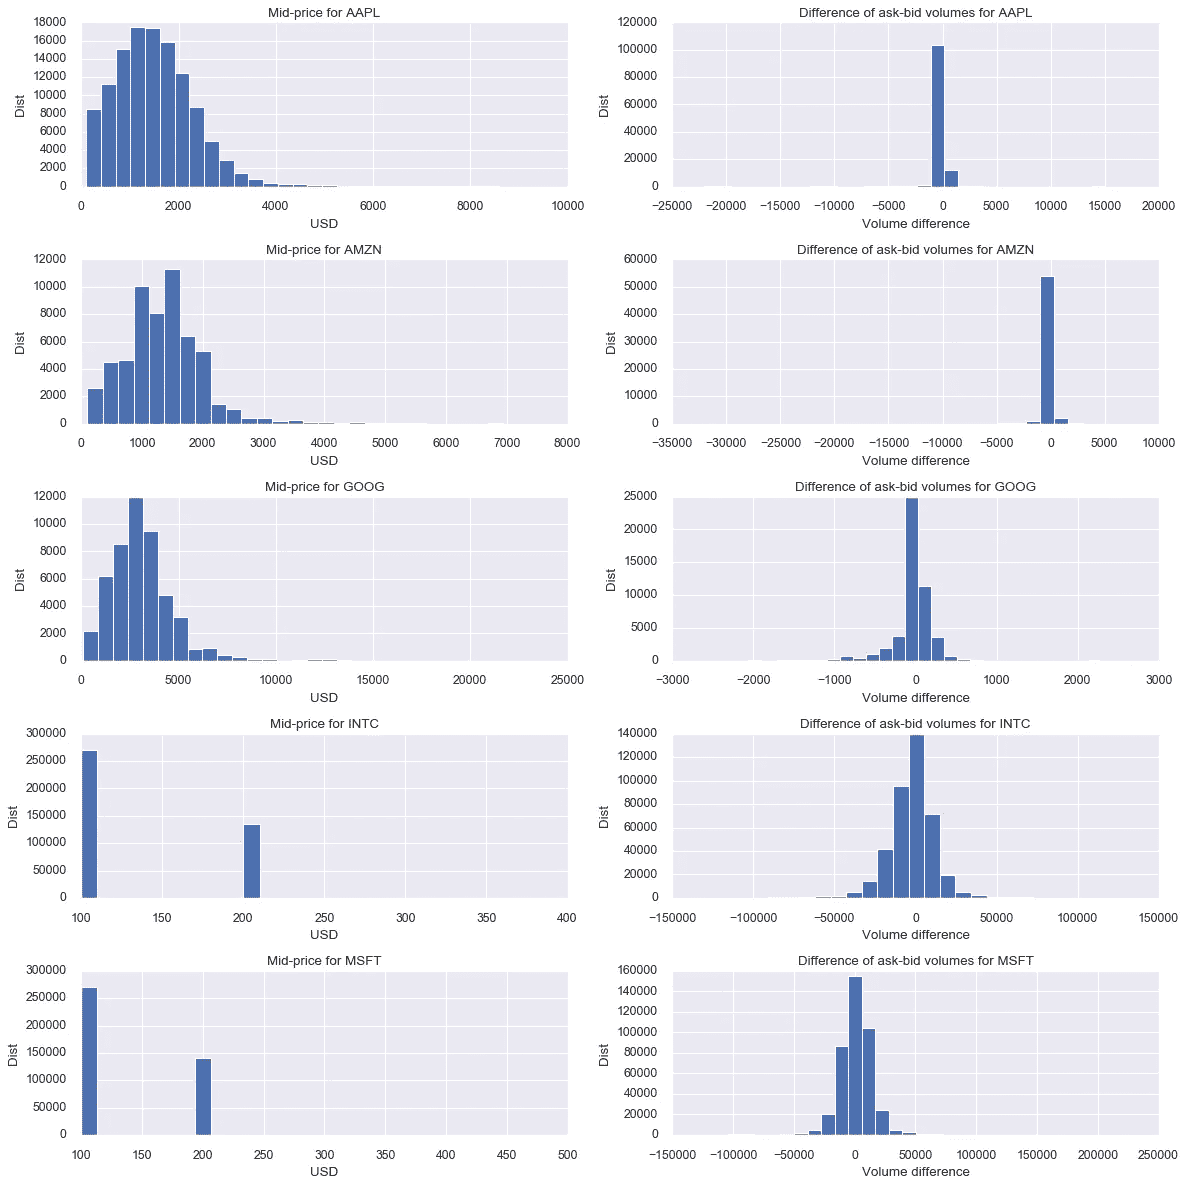 Mid-price for AAPL
Dist
18000
16000
14000
12000
10000
8000
6000
4000
2000
0
0 2000 4000 6000 8000 10000
USD
Difference of ask-bid volumes for AAPL
Dist
120000
100000
80000
60000
40000
20000
0
−25000 −20000 −15000 −10000 −5000 0 5000 10000 15000 20000
Volume difference
Mid-price for AMZN
Dist
12000
10000
8000
6000
4000
2000
0
0 1000 2000 3000 4000 5000 6000 7000 8000
USD
Difference of ask-bid volumes for AMZN
Dist
60000
50000
40000
30000
20000
10000
0
−35000 −30000 −25000 −20000 −15000 −10000 −5000 0 5000 10000
Volume difference
Mid-price for GOOG
Dist
12000
10000
8000
6000
4000
2000
0
0 5000 10000 15000 20000 25000
USD
Difference of ask-bid volumes for GOOG
Dist
25000
20000
15000
10000
5000
0
−3000 −2000 −1000 0 1000 2000 3000
Volume difference
Mid-price for INTC
Dist
300000
250000
200000
150000
100000
50000
0
100 150 200 250 300 350 400
USD
Difference of ask-bid volumes for INTC
Dist
140000
120000
100000
80000
60000
40000
20000
0
−150000 −100000 −50000 0 50000 100000 150000
Volume difference
Mid-price for MSFT
Dist
300000
250000
200000
150000
100000
50000
0
100 150 200 250 300 350 400 450 500
USD
Difference of ask-bid volumes for MSFT
Dist
160000
140000
120000
100000
80000
60000
40000
20000
0
−150000 −100000 −50000 0 50000 100000 150000 200000 250000
Volume difference